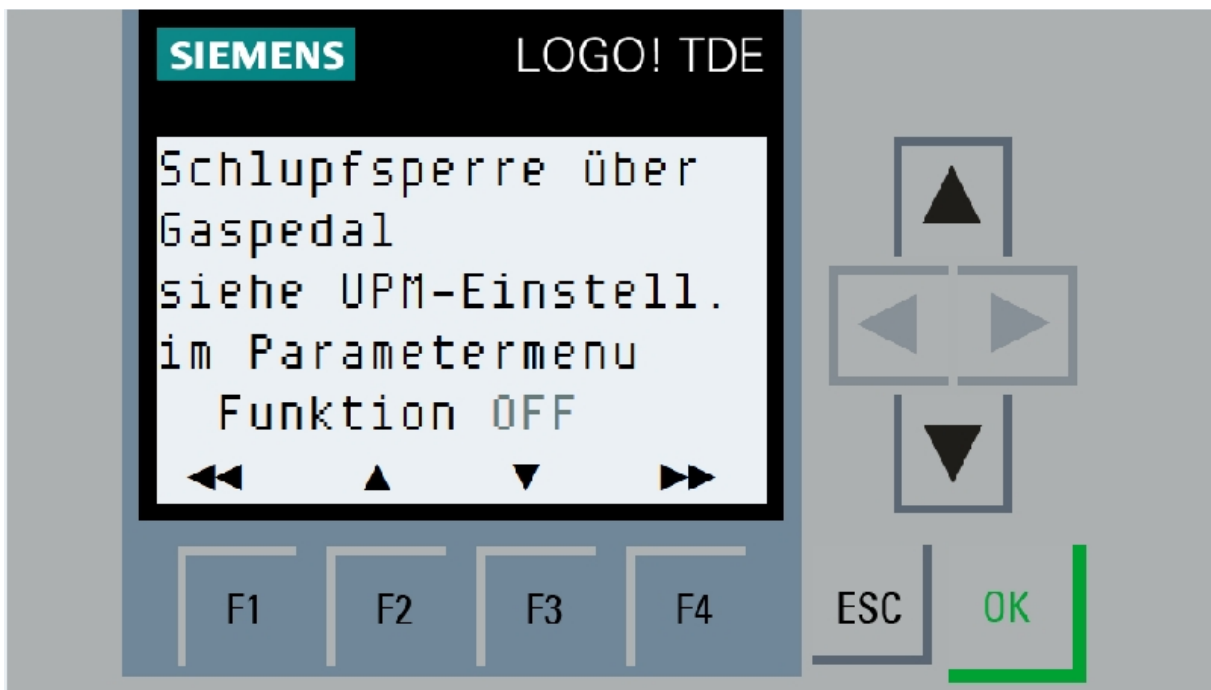 SIEMENS LOGO! TDE
Schlupfsperre über
Gaspedal
siehe UPM-Einstell.
im Parametermenu
Funktion OFF
◀◀ ▲ ▼ ▶▶
F1 F2 F3 F4 ESC OK